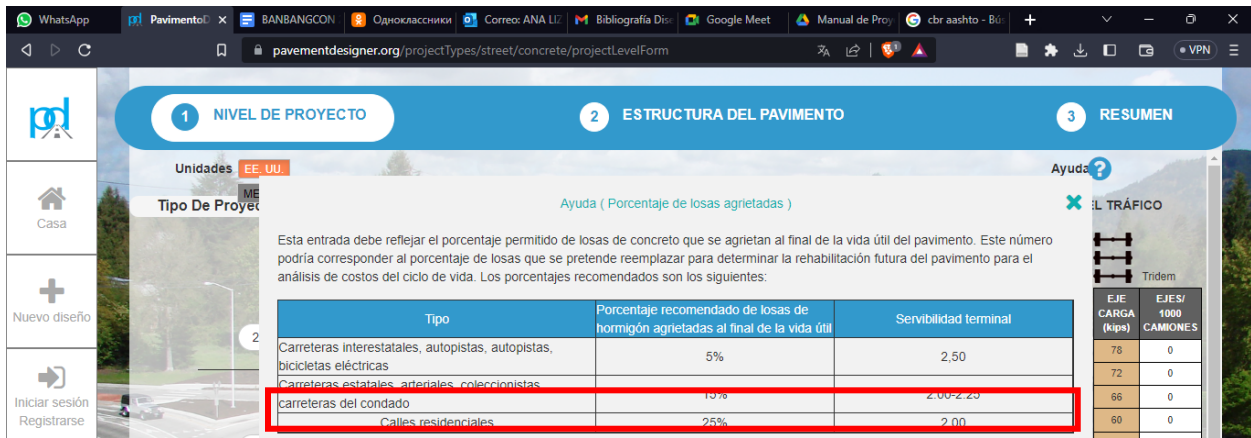 WhatsApp PavimentoD BANBANGCON Одноклассники Correo: ANA LIZ Bibliografía Dise Google Meet Manual de Proy cbr aashto - Bús
pavementdesigner.org/projectTypes/street/concrete/projectLevelForm VPN
pd
1 NIVEL DE PROYECTO 2 ESTRUCTURA DEL PAVIMENTO 3 RESUMEN
Unidades EE. UU. Ayuda ?
ME
Casa
Tipo De Proyec
Ayuda ( Porcentaje de losas agrietadas )
EL TRÁFICO
Esta entrada debe reflejar el porcentaje permitido de losas de concreto que se agrietan al final de la vida útil del pavimento. Este número
podría corresponder al porcentaje de losas que se pretende reemplazar para determinar la rehabilitación futura del pavimento para el
análisis de costos del ciclo de vida. Los porcentajes recomendados son los siguientes:
Tridem
Nuevo diseño
2
Tipo
Porcentaje recomendado de losas de
hormigón agrietadas al final de la vida útil
Servibilidad terminal
EJE
CARGA
(kips)
EJES/
1000
CAMIONES
Carreteras interestatales, autopistas, autopistas,
bicicletas eléctricas
5% 2,50
78 0
72 0
Carreteras estatales, arteriales, coleccionistas,
carreteras del condado
15% 2.00-2.25
66 0
Calles residenciales 25% 2.00
60 0
Iniciar sesión
Registrarse